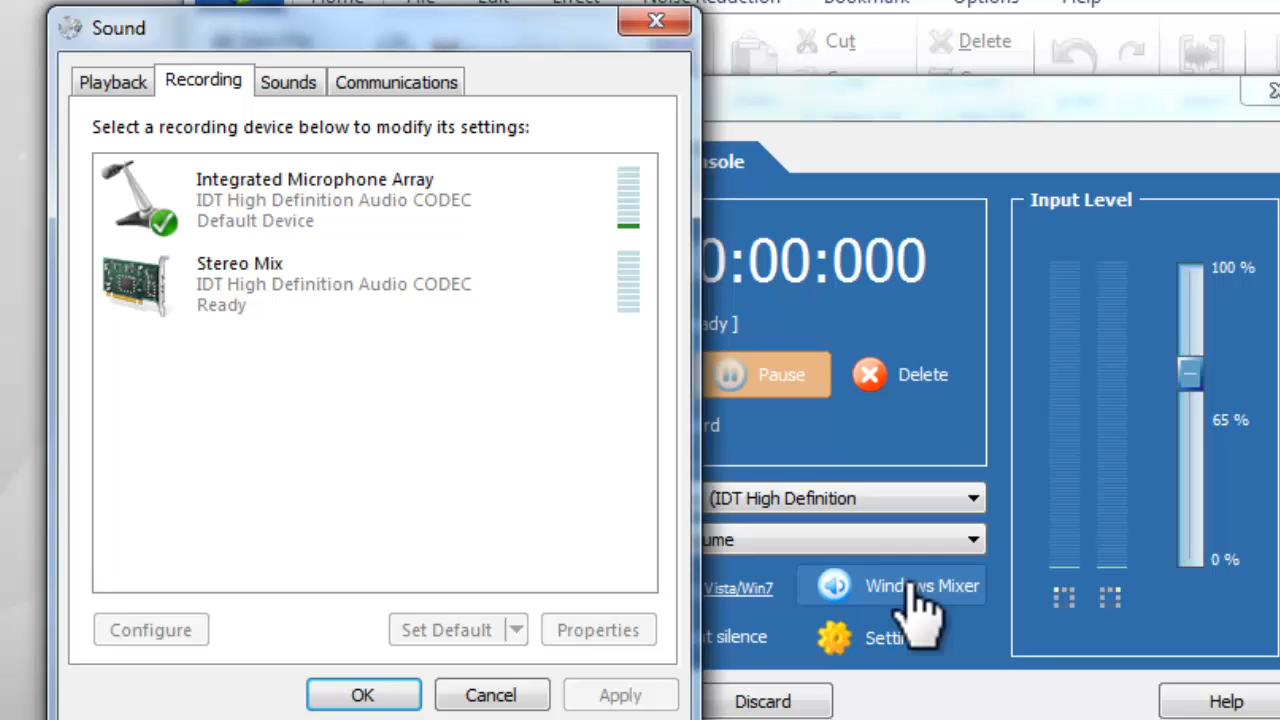 Home File Edit Effect Noise Reduction Bookmark Options Help
Sound
Cut
Delete
Playback
Recording
Sounds
Communications
Select a recording device below to modify its settings:
Integrated Microphone Array
IDT High Definition Audio CODEC
Default Device
Stereo Mix
IDT High Definition Audio CODEC
Ready
Configure
Set Default
Properties
OK
Cancel
Apply
nsole
0:00:000
ady ]
Pause
Delete
rd
(IDT High Definition
ume
Vista/Win7
Windows Mixer
t silence
Setti
Discard
Help
Input Level
100 %
65 %
0 %